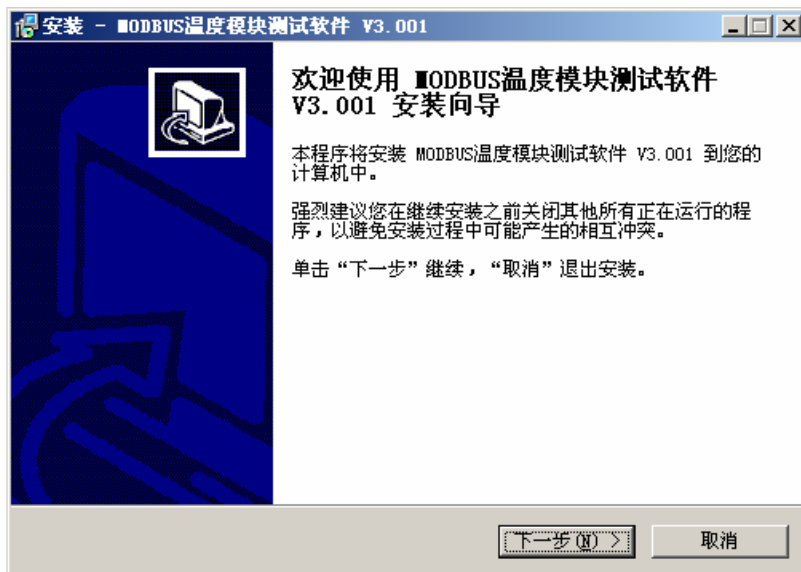 安装 - MODBUS温度模块测试软件 V3.001
欢迎使用 MODBUS温度模块测试软件
V3.001 安装向导
本程序将安装 MODBUS温度模块测试软件 V3.001 到您的
计算机中。
强烈建议您在继续安装之前关闭其他所有正在运行的程
序，以避免安装过程中可能产生的相互冲突。
单击“下一步”继续，“取消”退出安装。
下一步(N) >
取消